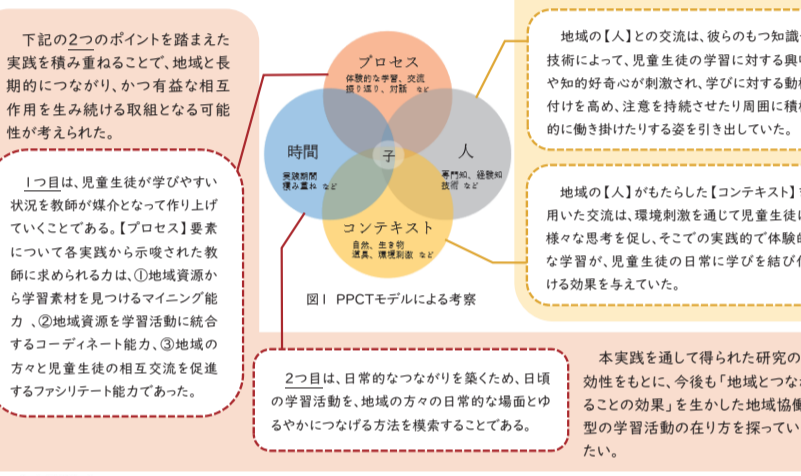 下記の2つのポイントを踏まえた
実践を積み重ねることで、地域と長
期的につながり、かつ有益な相互
作用を生み続ける取組となる可能
性が考えられた。
1つ目は、児童生徒が学びやすい
状況を教師が媒介となって作り上げ
ていくことである。【プロセス】要素
について各実践から示唆された教
師に求められる力は、①地域資源か
ら学習素材を見つけるマイニング能
力 、②地域資源を学習活動に統合
するコーディネート能力、③地域の
方々と児童生徒の相互交流を促進
するファシリテート能力であった。
プロセス
体験的な学習、交流
振り返り、対話 など
時間
実験期間
積み重ね など
子
人
専門知、経験知
技術 など
コンテキスト
自然、生き物
道具、環境刺激 など
図1 PPCTモデルによる考察
地域の【人】との交流は、彼らのもつ知識
技術によって、児童生徒の学習に対する興
や知的好奇心が刺激され、学びに対する動
付けを高め、注意を持続させたり周囲に積
的に働き掛けたりする姿を引き出していた。
地域の【人】がもたらした【コンテキスト】
用いた交流は、環境刺激を通じて児童生徒
様々な思考を促し、そこでの実践的で体験
な学習が、児童生徒の日常に学びを結び
ける効果を与えていた。
2つ目は、日常的なつながりを築くため、日頃
の学習活動を、地域の方々の日常的な場面とゆ
るやかにつなげる方法を模索することである。
本実践を通して得られた研究の
効性をもとに、今後も「地域とつな
ることの効果」を生かした地域協
型の学習活動の在り方を探ってい
たい。